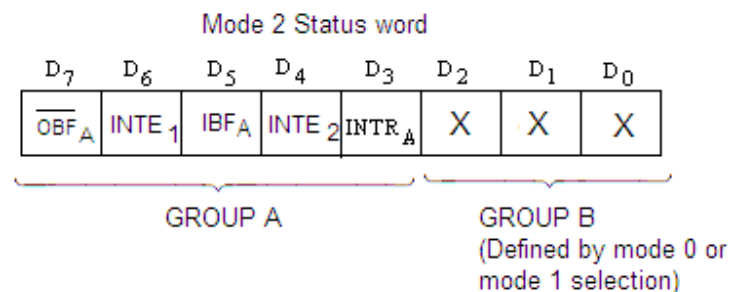 Mode 2 Status word
D7 D6 D5 D4 D3 D2 D1 D0
O̅B̅F̅A INTE1 IBFA INTE2 INTRA X X X
GROUP A GROUP B
(Defined by mode 0 or
mode 1 selection)